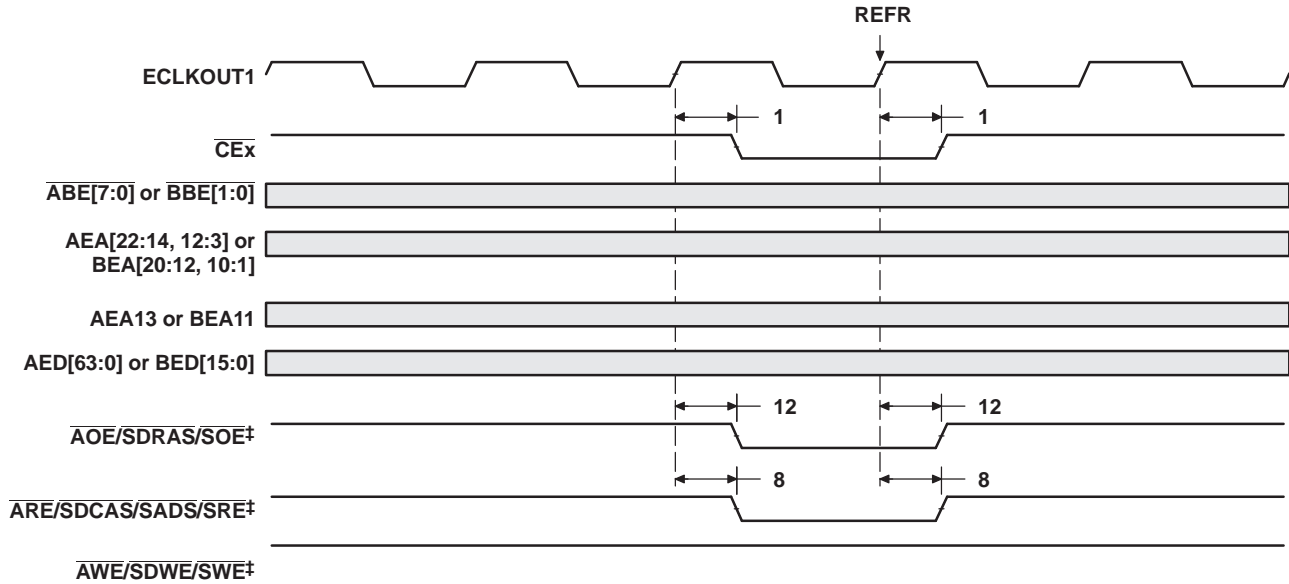 REFR
ECLKOUT1
1 1
CEx
ABE[7:0] or BBE[1:0]
AEA[22:14, 12:3] or
BEA[20:12, 10:1]
AEA13 or BEA11
AED[63:0] or BED[15:0]
12 12
AOE/SDRAS/SOE‡
8 8
ARE/SDCAS/SADS/SRE‡
AWE/SDWE/SWE‡